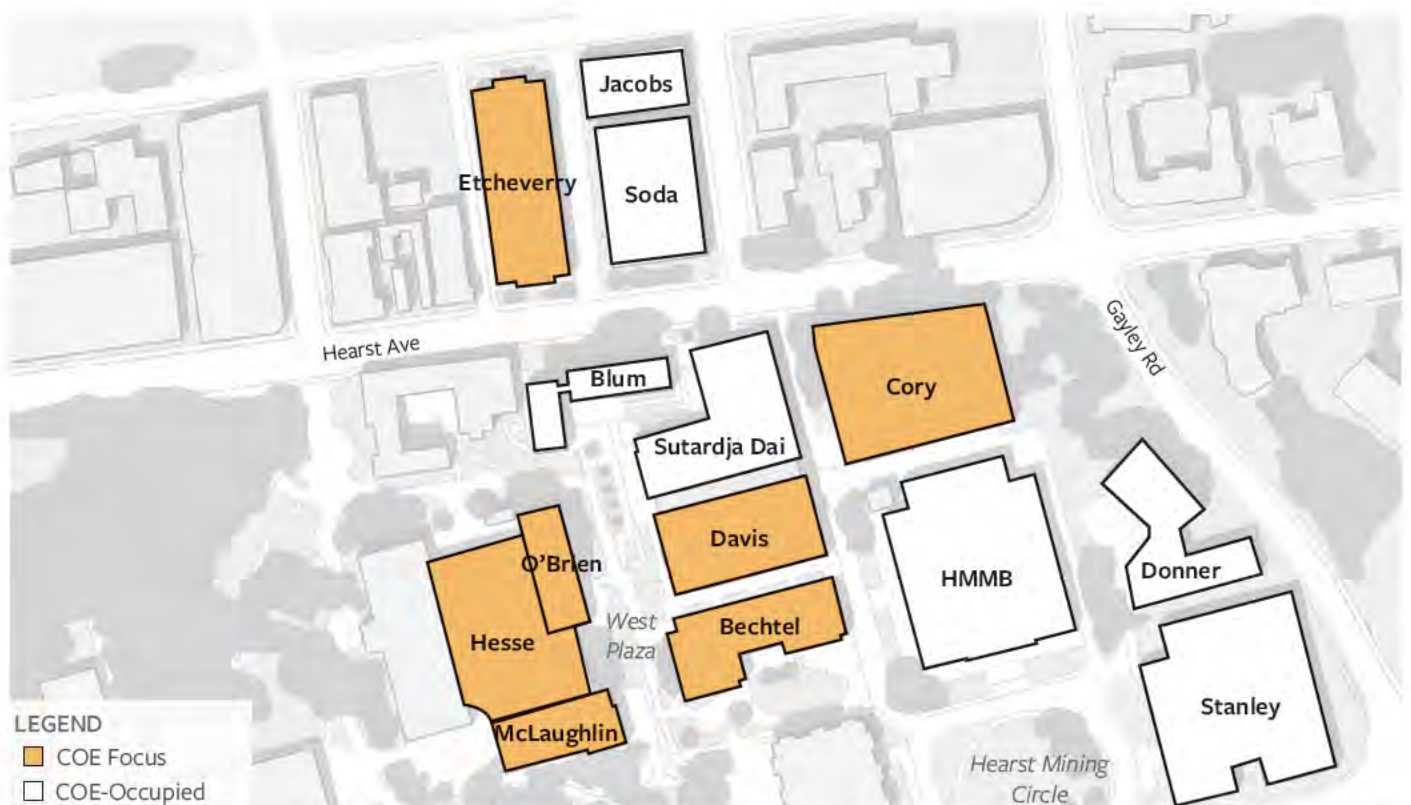 Jacobs
Etcheverry
Soda
Hearst Ave
Gayley Rd
Blum
Cory
Sutardja Dai
Davis
O'Brien
HMMB
Donner
West
Plaza
Bechtel
Hesse
McLaughlin
Stanley
Hearst Mining
Circle
LEGEND
COE Focus
COE-Occupied